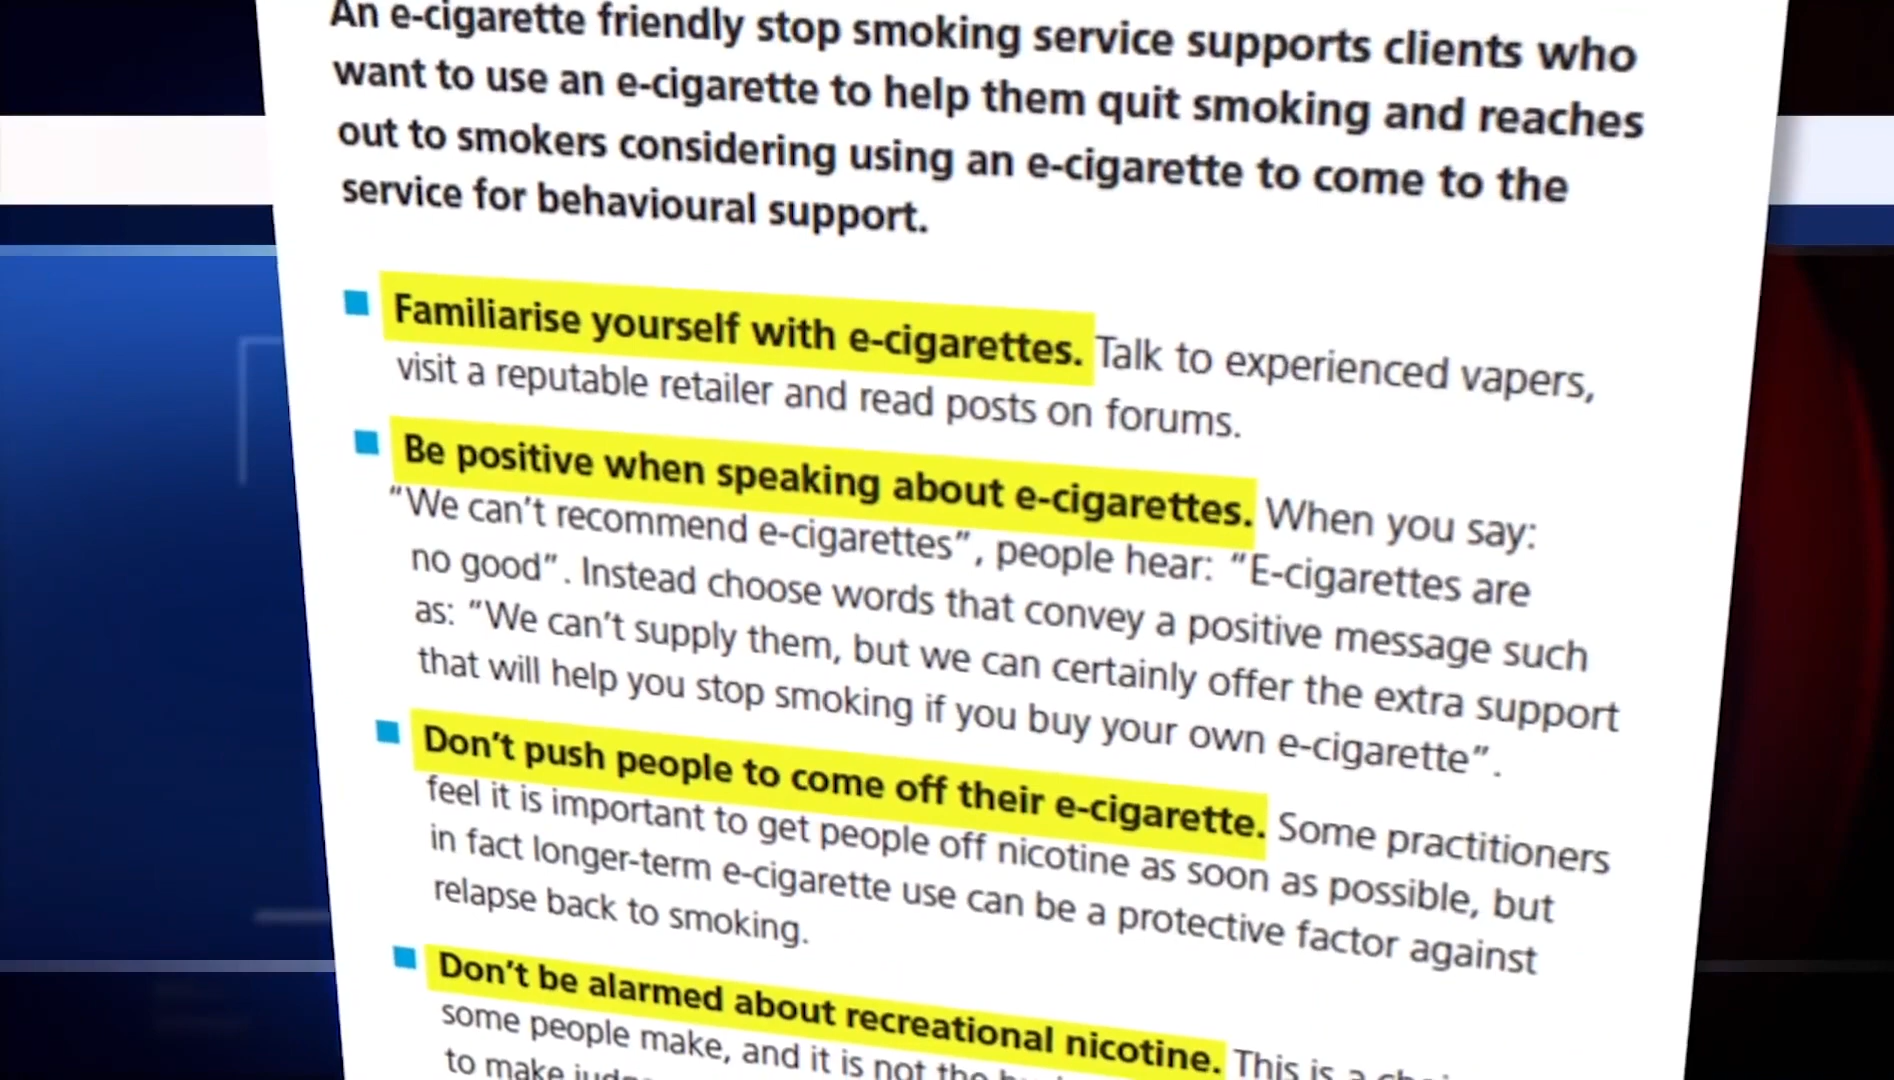 An e-cigarette friendly stop smoking service supports clients who
want to use an e-cigarette to help them quit smoking and reaches
out to smokers considering using an e-cigarette to come to the
service for behavioural support.
Familiarise yourself with e-cigarettes. Talk to experienced vapers,
visit a reputable retailer and read posts on forums.
Be positive when speaking about e-cigarettes. When you say:
“We can’t recommend e-cigarettes”, people hear: “E-cigarettes are
no good”. Instead choose words that convey a positive message such
as: “We can’t supply them, but we can certainly offer the extra support
that will help you stop smoking if you buy your own e-cigarette”.
Don’t push people to come off their e-cigarette. Some practitioners
feel it is important to get people off nicotine as soon as possible, but
in fact longer-term e-cigarette use can be a protective factor against
relapse back to smoking.
Don’t be alarmed about recreational nicotine. This is a
some people make, and it is not the
to make